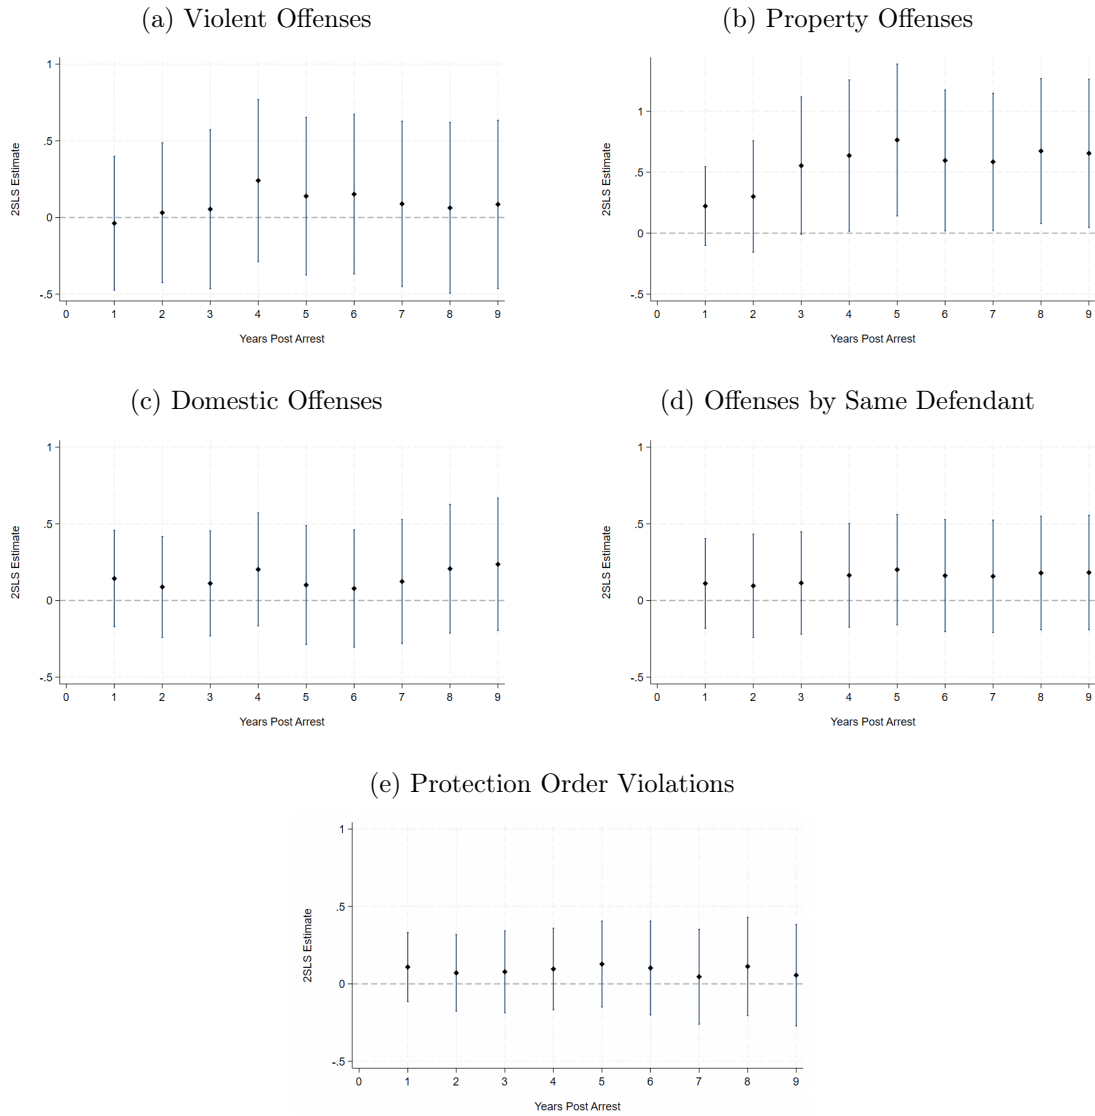 (a) Violent Offenses
(b) Property Offenses
1
.5
0
-.5
2SLS Estimate
0 1 2 3 4 5 6 7 8 9
Years Post Arrest
1
.5
0
-.5
2SLS Estimate
0 1 2 3 4 5 6 7 8 9
Years Post Arrest
(c) Domestic Offenses
(d) Offenses by Same Defendant
1
.5
0
-.5
2SLS Estimate
0 1 2 3 4 5 6 7 8 9
Years Post Arrest
1
.5
0
-.5
2SLS Estimate
0 1 2 3 4 5 6 7 8 9
Years Post Arrest
(e) Protection Order Violations
1
.5
0
-.5
2SLS Estimate
0 1 2 3 4 5 6 7 8 9
Years Post Arrest